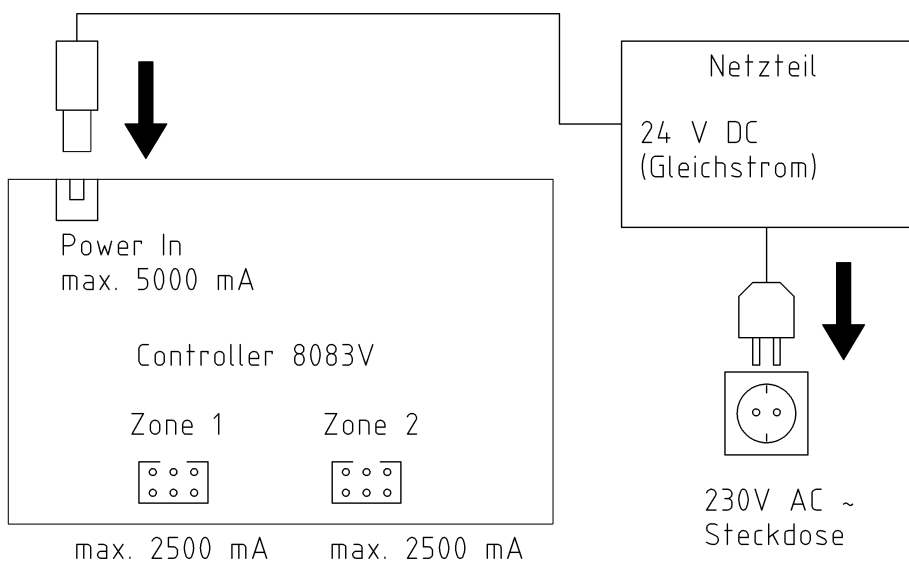 Netzteil
24 V DC
(Gleichstrom)
Power In
max. 5000 mA
Controller 8083V
Zone 1
Zone 2
max. 2500 mA
max. 2500 mA
230V AC ~
Steckdose